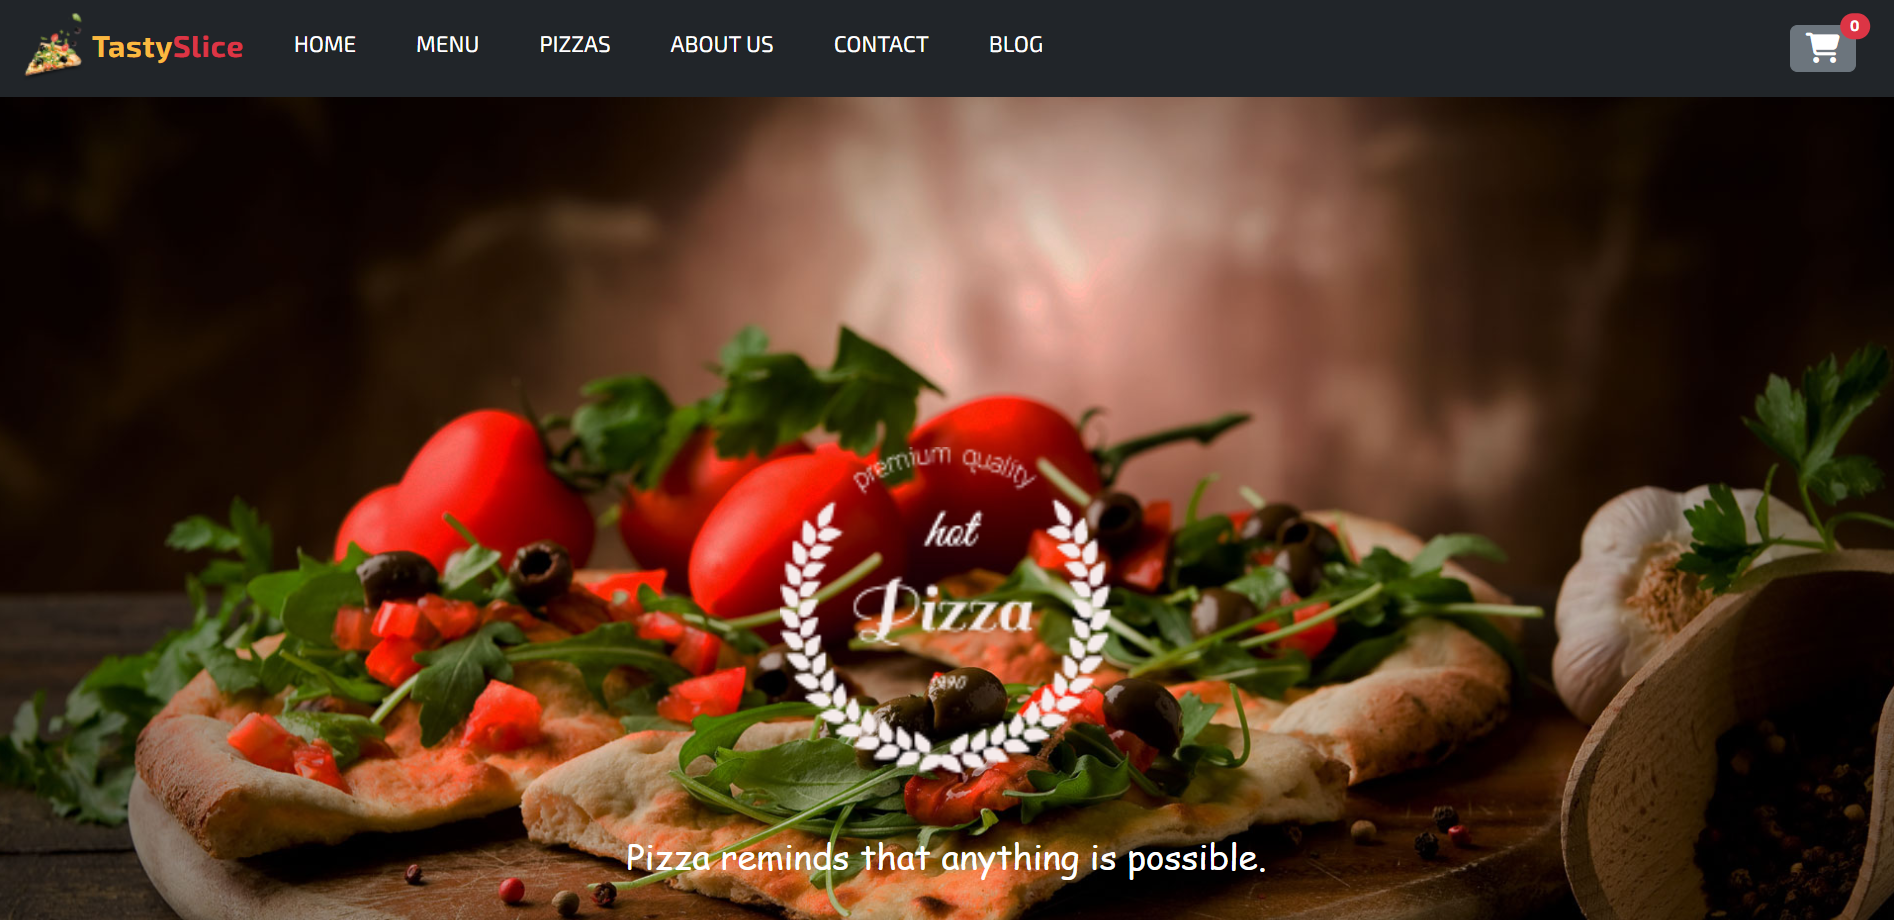 TastySlice HOME MENU PIZZAS ABOUT US CONTACT BLOG 0
premium quality
hot
Pizza
Pizza reminds that anything is possible.